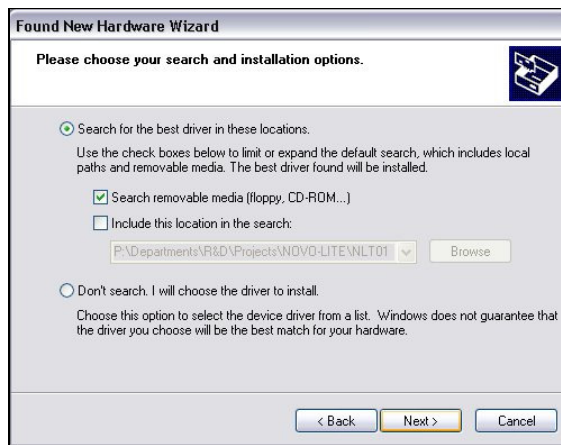 Found New Hardware Wizard
Please choose your search and installation options.
Search for the best driver in these locations.
Use the check boxes below to limit or expand the default search, which includes local
paths and removable media. The best driver found will be installed.
Search removable media (floppy, CD-ROM...)
Include this location in the search:
P:\Departments\R&D\Projects\NOVO-LITE\NLT01
Browse
Don't search. I will choose the driver to install.
Choose this option to select the device driver from a list. Windows does not guarantee that
the driver you choose will be the best match for your hardware.
< Back Next > Cancel